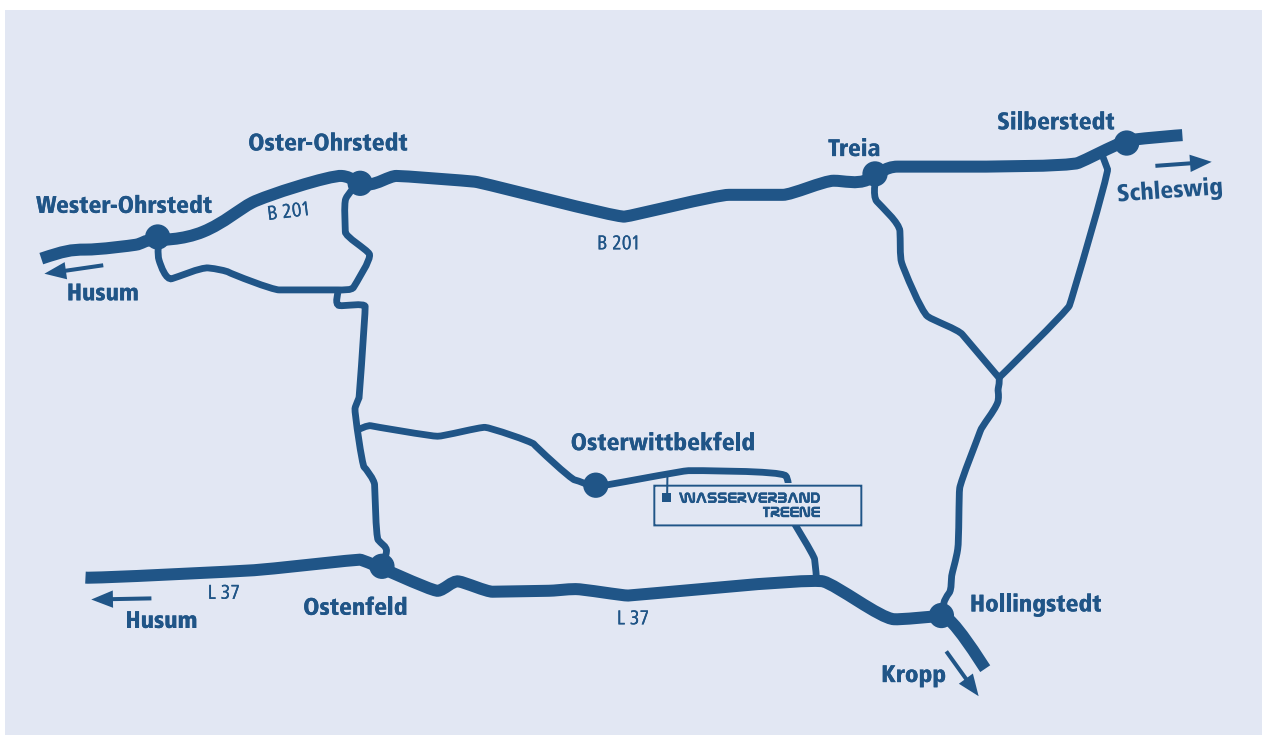 Silberstedt
Oster-Ohrstedt
Treia
Schleswig
Wester-Ohrstedt
B 201
B 201
Husum
Osterwittbekfeld
WASSERVERBAND
TREENE
L 37
Ostenfeld
Husum
L 37
Hollingstedt
Kropp